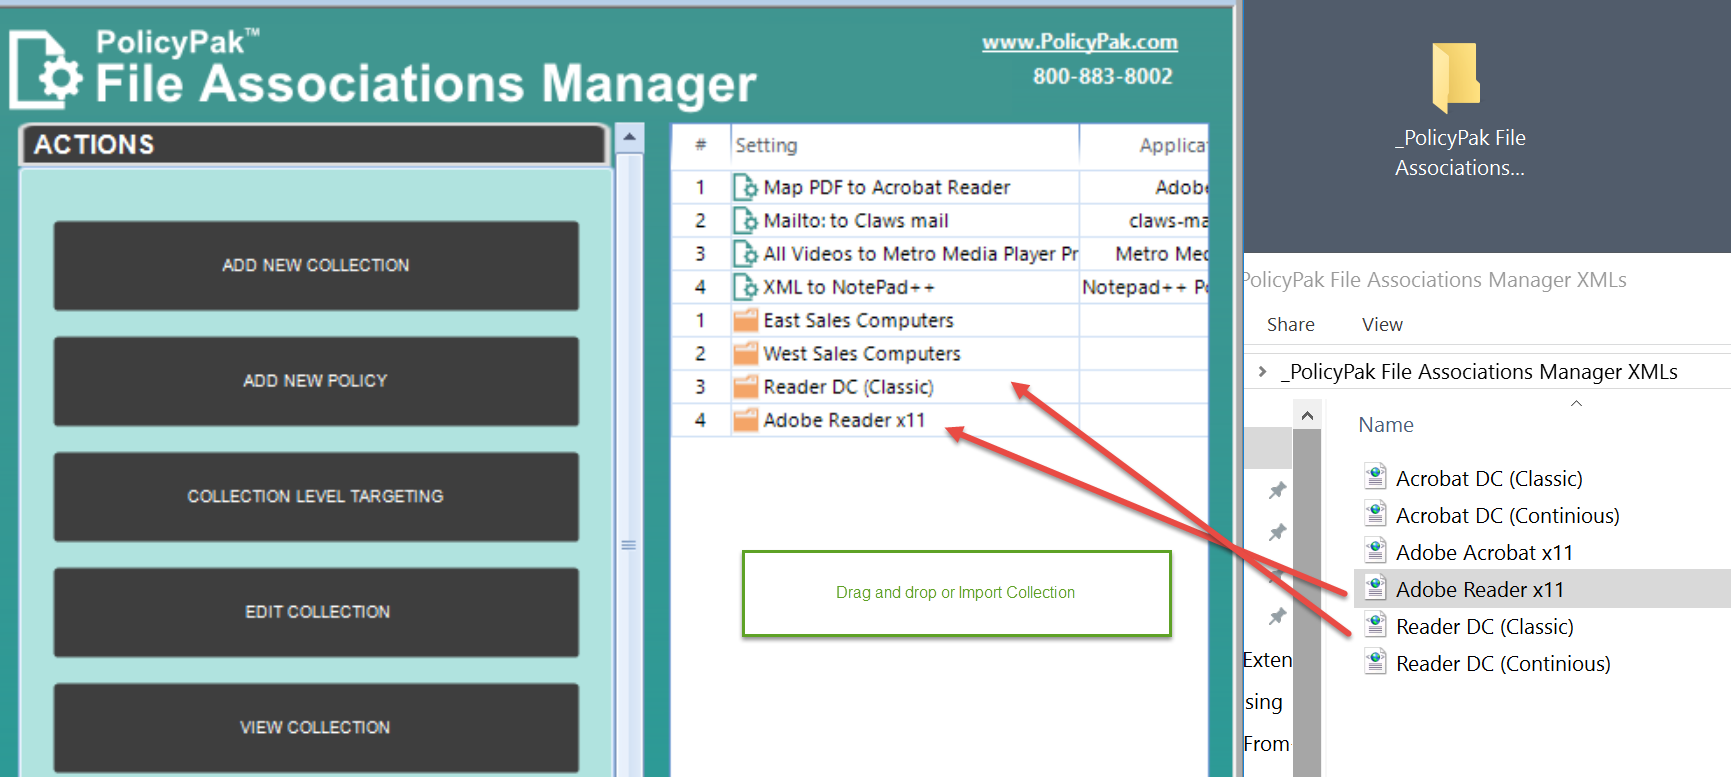 PolicyPak™
File Associations Manager
www.PolicyPak.com
800-883-8002
ACTIONS
ADD NEW COLLECTION
ADD NEW POLICY
COLLECTION LEVEL TARGETING
EDIT COLLECTION
VIEW COLLECTION
# Setting Applica
1 Map PDF to Acrobat Reader Adobe
2 Mailto: to Claws mail claws-ma
3 All Videos to Metro Media Player Pr Metro Med
4 XML to NotePad++ Notepad++ Po
1 East Sales Computers
2 West Sales Computers
3 Reader DC (Classic)
4 Adobe Reader x11
Drag and drop or Import Collection
_PolicyPak File
Associations...
PolicyPak File Associations Manager XMLs
Share View
_PolicyPak File Associations Manager XMLs
Name
Acrobat DC (Classic)
Acrobat DC (Continious)
Adobe Acrobat x11
Adobe Reader x11
Reader DC (Classic)
Reader DC (Continious)
Exten
sing
From